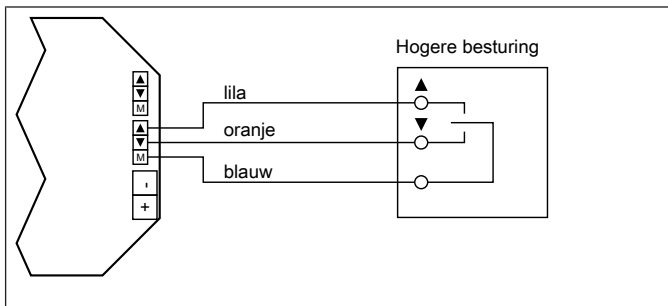 Hogere besturing
▲
▼
M
▲
▼
M
-
+
lila
oranje
blauw
▲
▼